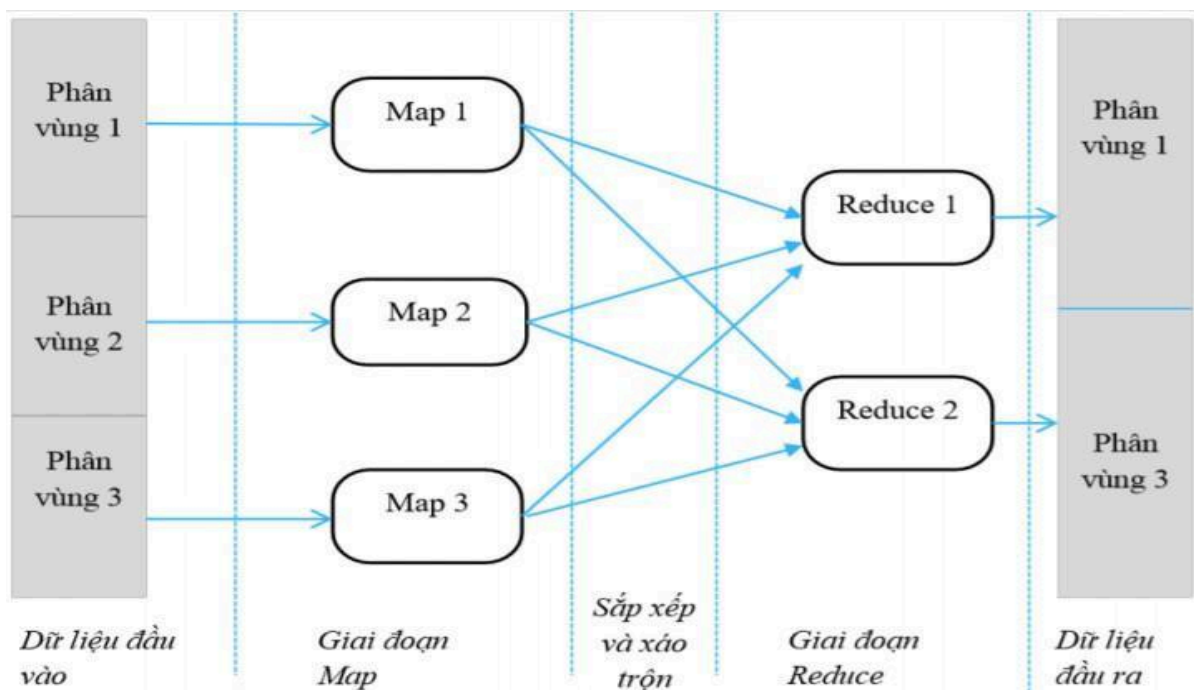 Phân
vùng 1
Phân
vùng 2
Phân
vùng 3
Map 1
Map 2
Map 3
Reduce 1
Reduce 2
Phân
vùng 1
Phân
vùng 3
Dữ liệu đầu
vào
Giai đoạn
Map
Sắp xếp
và xáo
trộn
Giai đoạn
Reduce
Dữ liệu
đầu ra